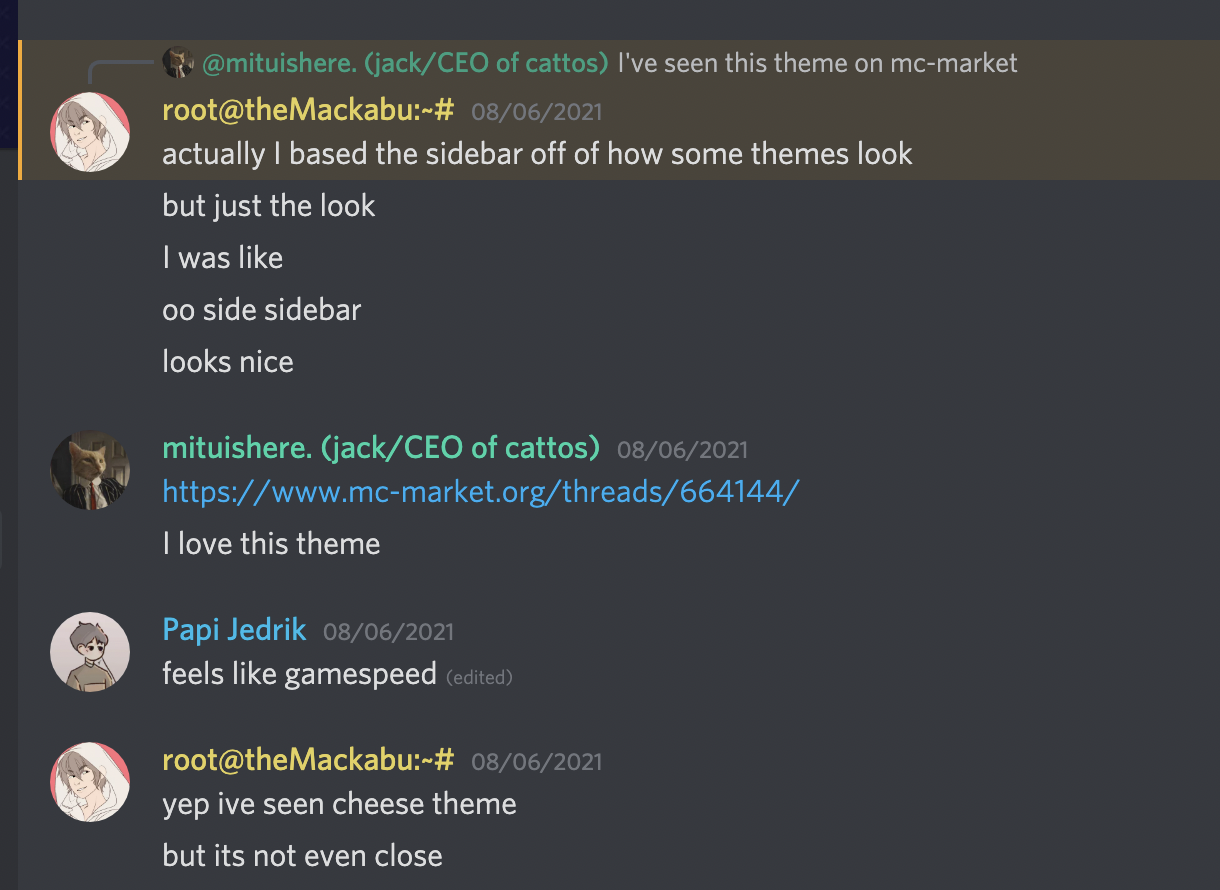 @mituishere. (jack/CEO of cattos) I've seen this theme on mc-market
root@theMackabu:~# 08/06/2021
actually I based the sidebar off of how some themes look
but just the look
I was like
oo side sidebar
looks nice
mituishere. (jack/CEO of cattos) 08/06/2021
https://www.mc-market.org/threads/664144/
I love this theme
Papi Jedrik 08/06/2021
feels like gamespeed (edited)
root@theMackabu:~# 08/06/2021
yep ive seen cheese theme
but its not even close